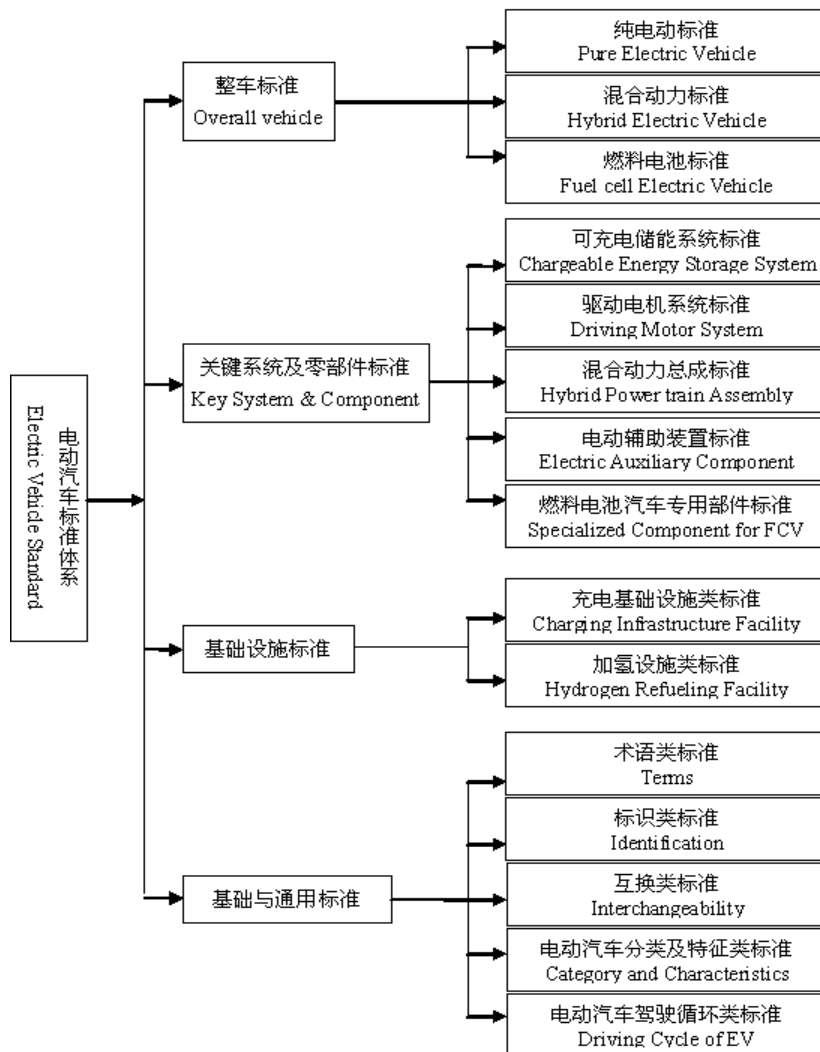 电动汽车标准体系
Electric Vehicle Standard
整车标准
Overall vehicle
纯电动标准
Pure Electric Vehicle
混合动力标准
Hybrid Electric Vehicle
燃料电池标准
Fuel cell Electric Vehicle
关键系统及零部件标准
Key System & Component
可充电储能系统标准
Chargeable Energy Storage System
驱动电机系统标准
Driving Motor System
混合动力总成标准
Hybrid Power train Assembly
电动辅助装置标准
Electric Auxiliary Component
燃料电池汽车专用部件标准
Specialized Component for FCV
基础设施标准
充电基础设施类标准
Charging Infrastructure Facility
加氢设施类标准
Hydrogen Refueling Facility
基础与通用标准
术语类标准
Terms
标识类标准
Identification
互换类标准
Interchangeability
电动汽车分类及特征类标准
Category and Characteristics
电动汽车驾驶循环类标准
Driving Cycle of EV